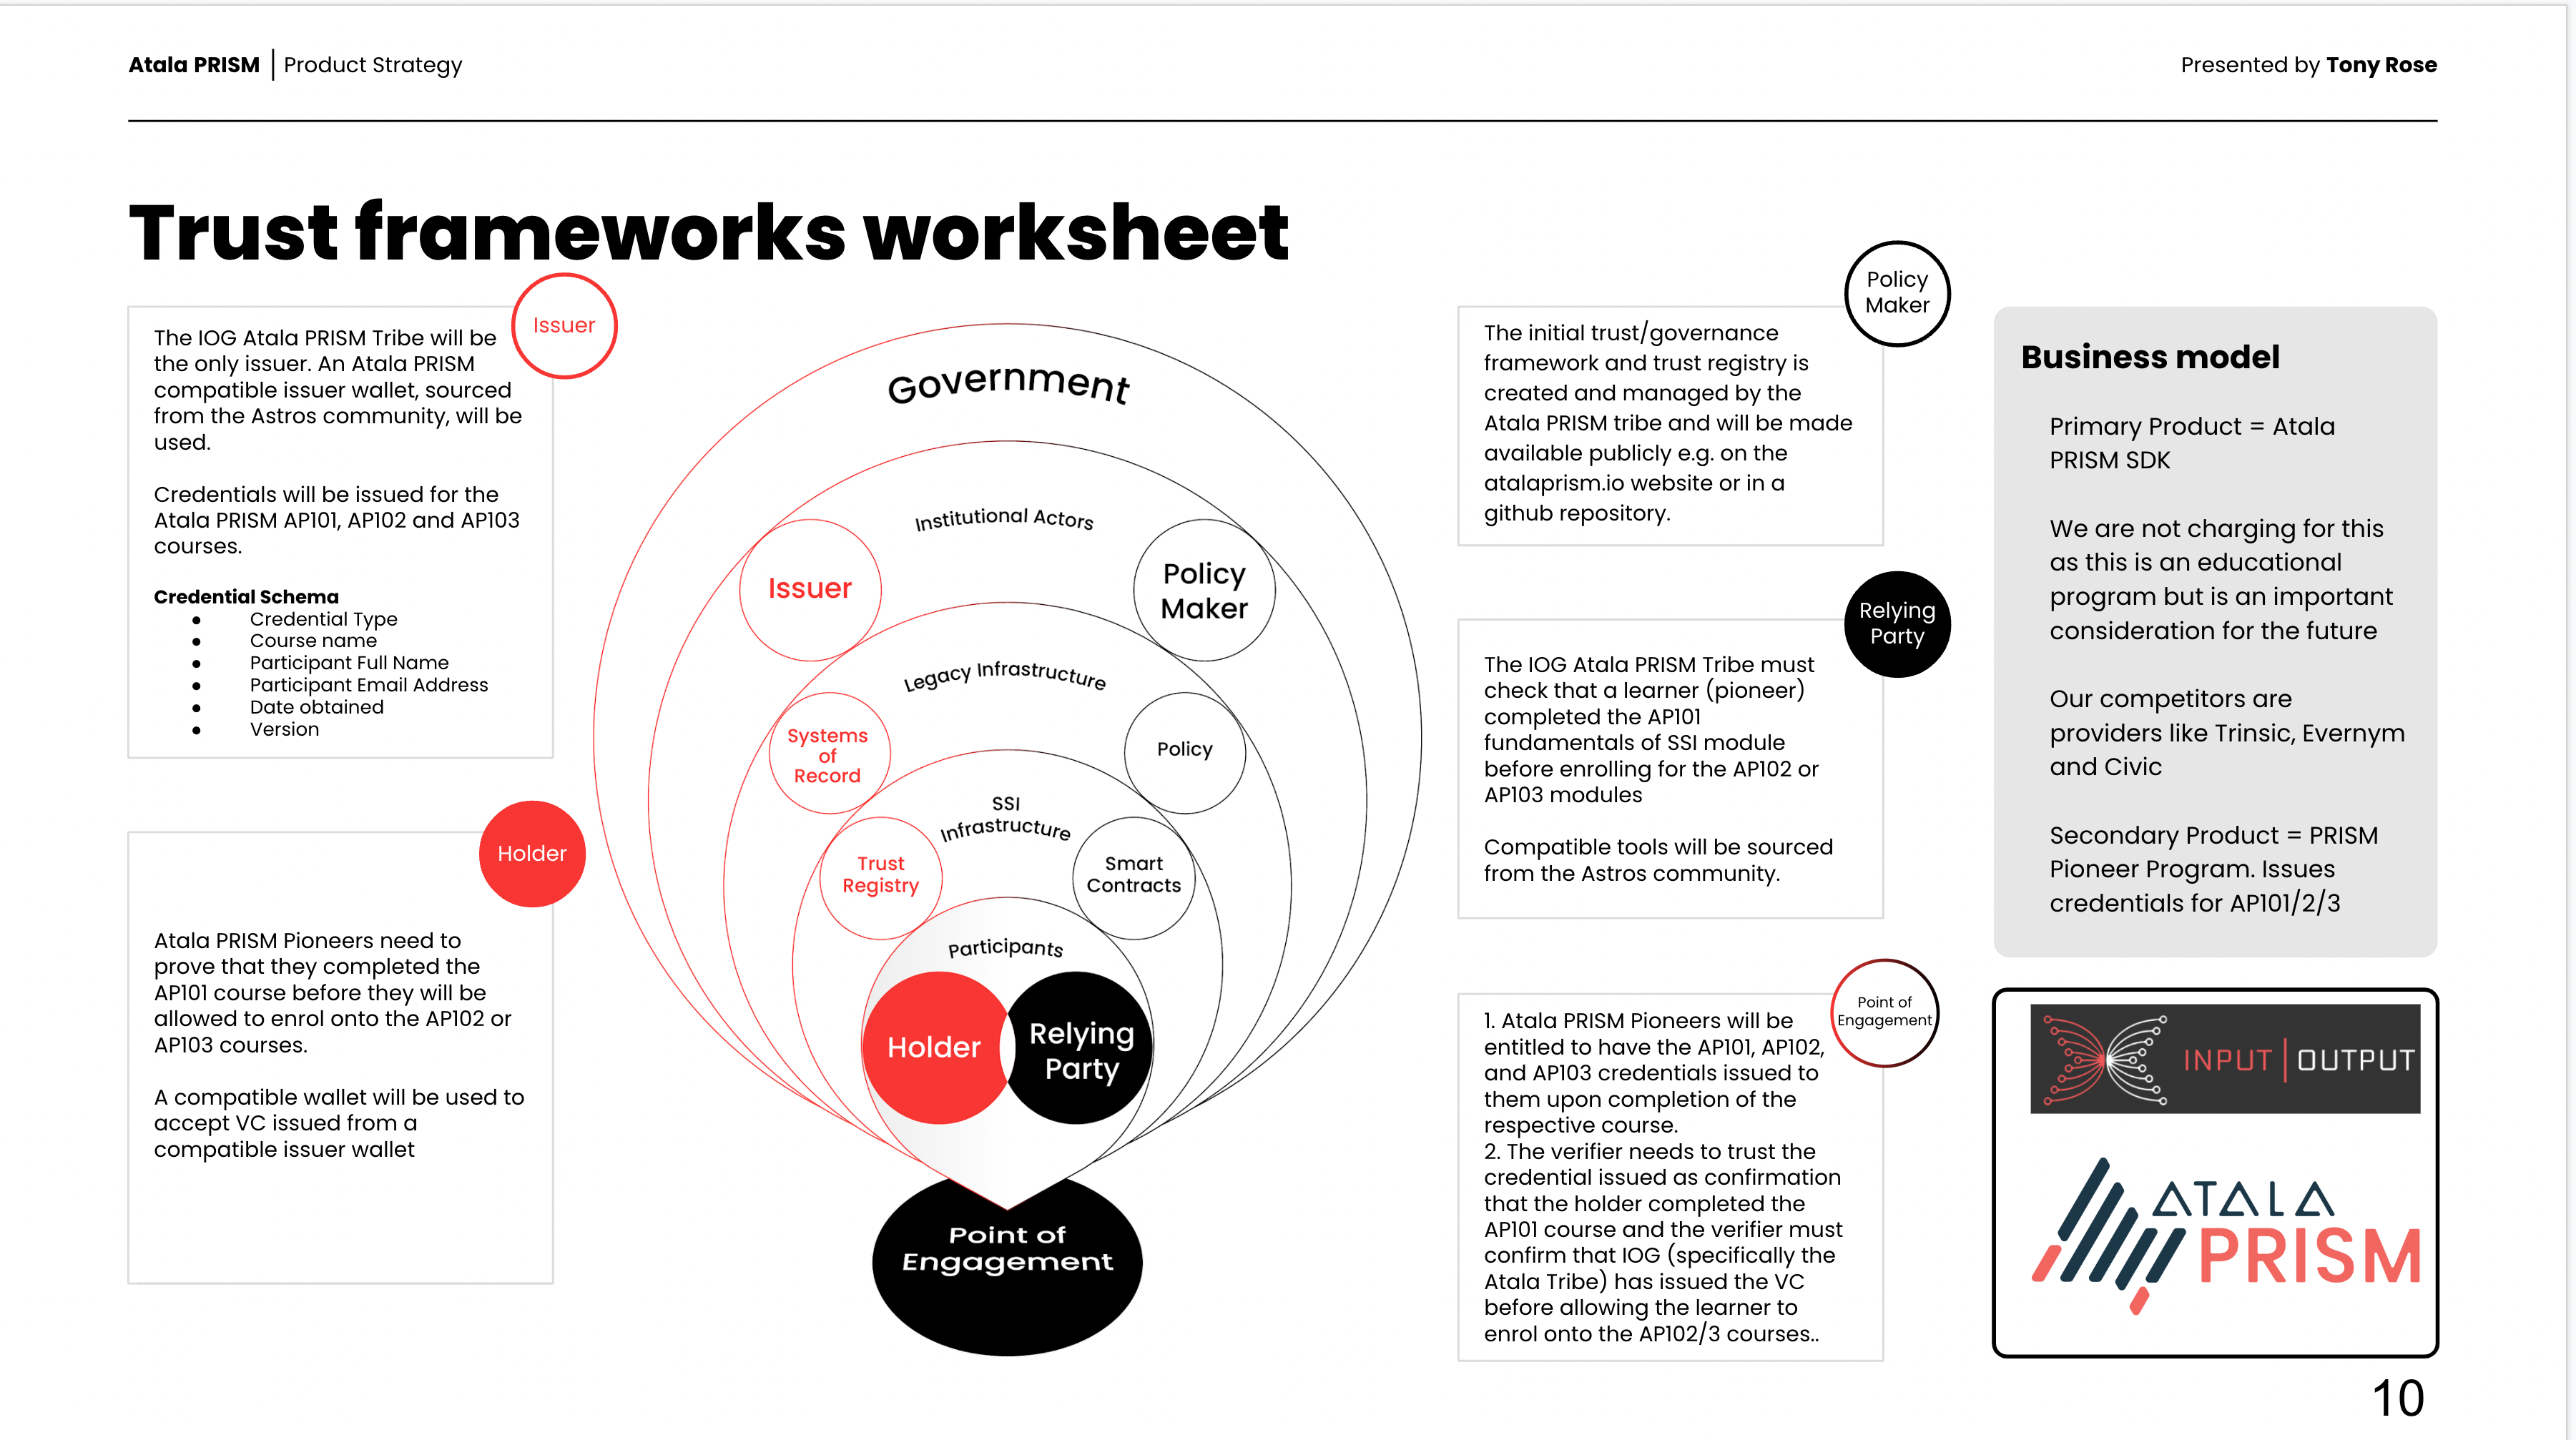 Atala PRISM | Product Strategy
Presented by Tony Rose
Trust frameworks worksheet
Issuer
The IOG Atala PRISM Tribe will be
the only issuer. An Atala PRISM
compatible issuer wallet, sourced
from the Astros community, will be
used.
Credentials will be issued for the
Atala PRISM AP101, AP102 and AP103
courses.
Credential Schema
● Credential Type
● Course name
● Participant Full Name
● Participant Email Address
● Date obtained
● Version
Holder
Atala PRISM Pioneers need to
prove that they completed the
AP101 course before they will be
allowed to enrol onto the AP102 or
AP103 courses.
A compatible wallet will be used to
accept VC issued from a
compatible issuer wallet
Government
Institutional Actors
Issuer
Policy
Maker
Legacy Infrastructure
Systems
of
Record
Policy
SSI
Infrastructure
Trust
Registry
Smart
Contracts
Participants
Holder
Relying
Party
Point of
Engagement
Policy
Maker
The initial trust/governance
framework and trust registry is
created and managed by the
Atala PRISM tribe and will be made
available publicly e.g. on the
atalaprism.io website or in a
github repository.
Relying
Party
The IOG Atala PRISM Tribe must
check that a learner (pioneer)
completed the AP101
fundamentals of SSI module
before enrolling for the AP102 or
AP103 modules
Compatible tools will be sourced
from the Astros community.
Point of
Engagement
1. Atala PRISM Pioneers will be
entitled to have the AP101, AP102,
and AP103 credentials issued to
them upon completion of the
respective course.
2. The verifier needs to trust the
credential issued as confirmation
that the holder completed the
AP101 course and the verifier must
confirm that IOG (specifically the
Atala Tribe) has issued the VC
before allowing the learner to
enrol onto the AP102/3 courses..
Business model
Primary Product = Atala
PRISM SDK
We are not charging for this
as this is an educational
program but is an important
consideration for the future
Our competitors are
providers like Trinsic, Evernym
and Civic
Secondary Product = PRISM
Pioneer Program. Issues
credentials for AP101/2/3
INPUT | OUTPUT
ATALA
PRISM
10